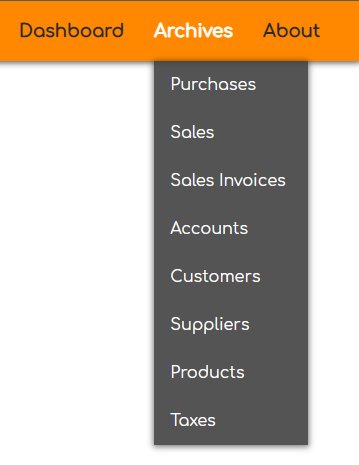 Dashboard Archives About
Purchases
Sales
Sales Invoices
Accounts
Customers
Suppliers
Products
Taxes